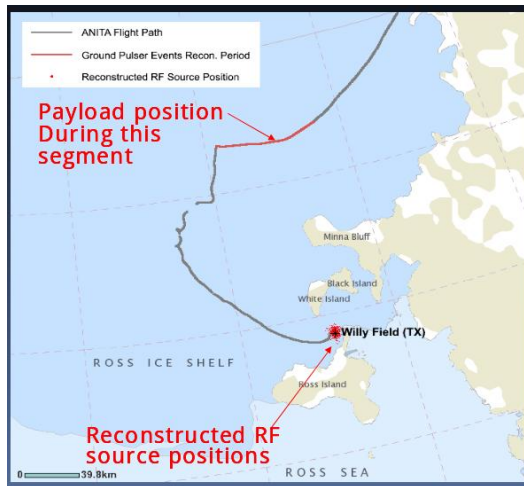 ANITA Flight Path
Ground Pulser Events Recon. Period
Reconstructed RF Source Position
Payload position
During this
segment
Minna Bluff
Black Island
White Island
Willy Field (TX)
ROSS ICE SHELF
Ross Island
Reconstructed RF
source positions
ROSS SEA
0 39.8km